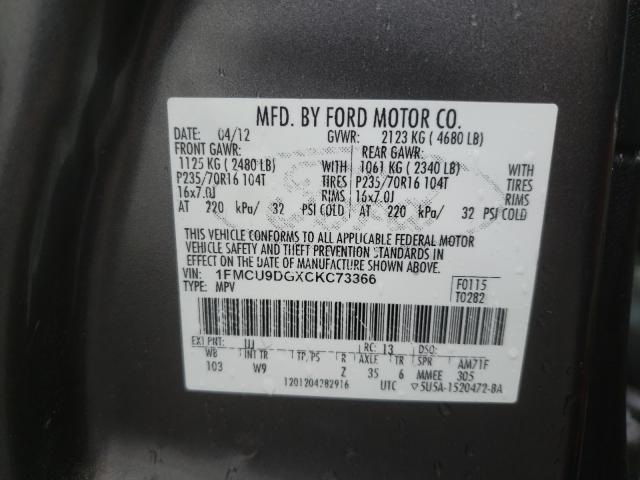 MFD. BY FORD MOTOR CO.
DATE: 04/12 GVWR: 2123 KG ( 4680 LB)
FRONT GAWR: REAR GAWR:
1125 KG ( 2480 LB) WITH 1061 KG ( 2340 LB) WITH
P235/70R16 104T TIRES P235/70R16 104T TIRES
16x7.0J RIMS 16x7.0J RIMS
AT 220 kPa/ 32 PSI COLD AT 220 kPa/ 32 PSI COLD
THIS VEHICLE CONFORMS TO ALL APPLICABLE FEDERAL MOTOR
VEHICLE SAFETY AND THEFT PREVENTION STANDARDS IN
EFFECT ON THE DATE OF MANUFACTURE SHOWN ABOVE.
VIN: 1FMCU9DGXCKC73366 F0115
TYPE: MPV T0282
EXT PNT: UJ RC: 13 DSO:
WB INT TR TP/PS R AXLE TR SPR AM71F
103 W9 Z 35 6 MMEE 305
1201204282916 UTC ▽5U5A-1520472-BA